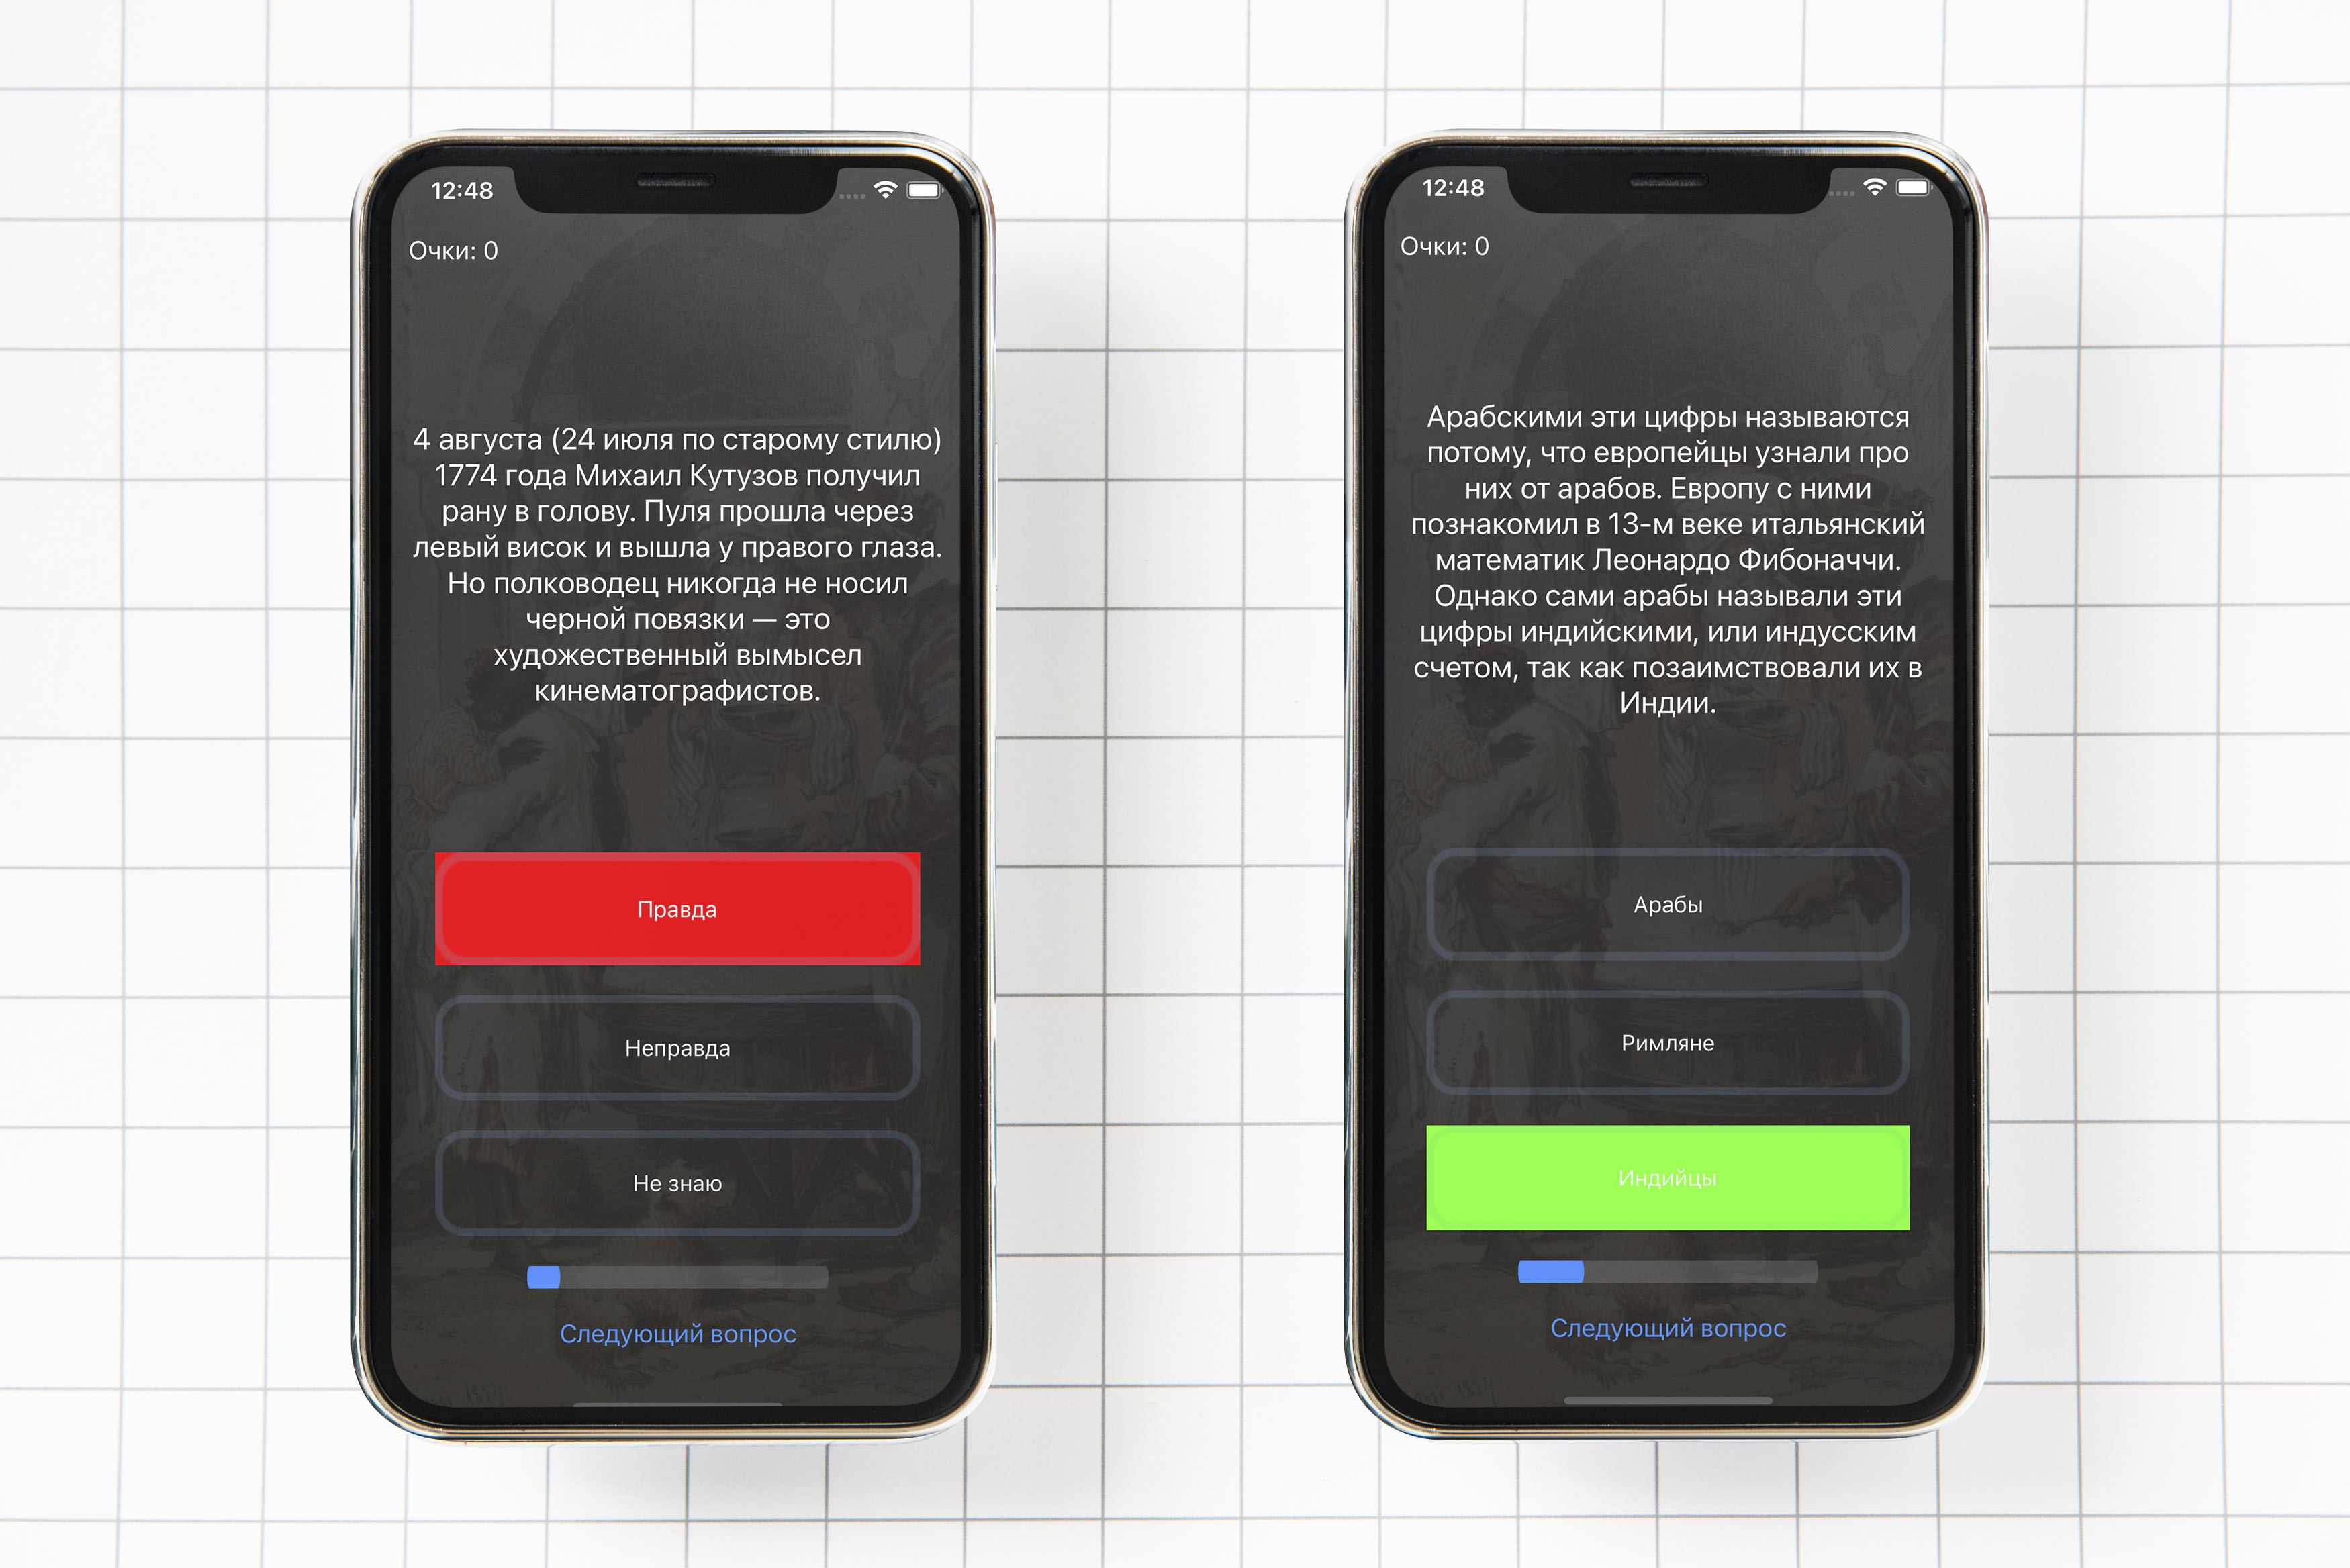 12:48
Очки: 0
4 августа (24 июля по старому стилю)
1774 года Михаил Кутузов получил
рану в голову. Пуля прошла через
левый висок и вышла у правого глаза.
Но полководец никогда не носил
черной повязки — это
художественный вымысел
кинематографистов.
Правда
Неправда
Не знаю
Следующий вопрос
12:48
Очки: 0
Арабскими эти цифры называются
потому, что европейцы узнали про
них от арабов. Европу с ними
познакомил в 13-м веке итальянский
математик Леонардо Фибоначчи.
Однако сами арабы называли эти
цифры индийскими, или индусским
счетом, так как позаимствовали их в
Индии.
Арабы
Римляне
Индийцы
Следующий вопрос